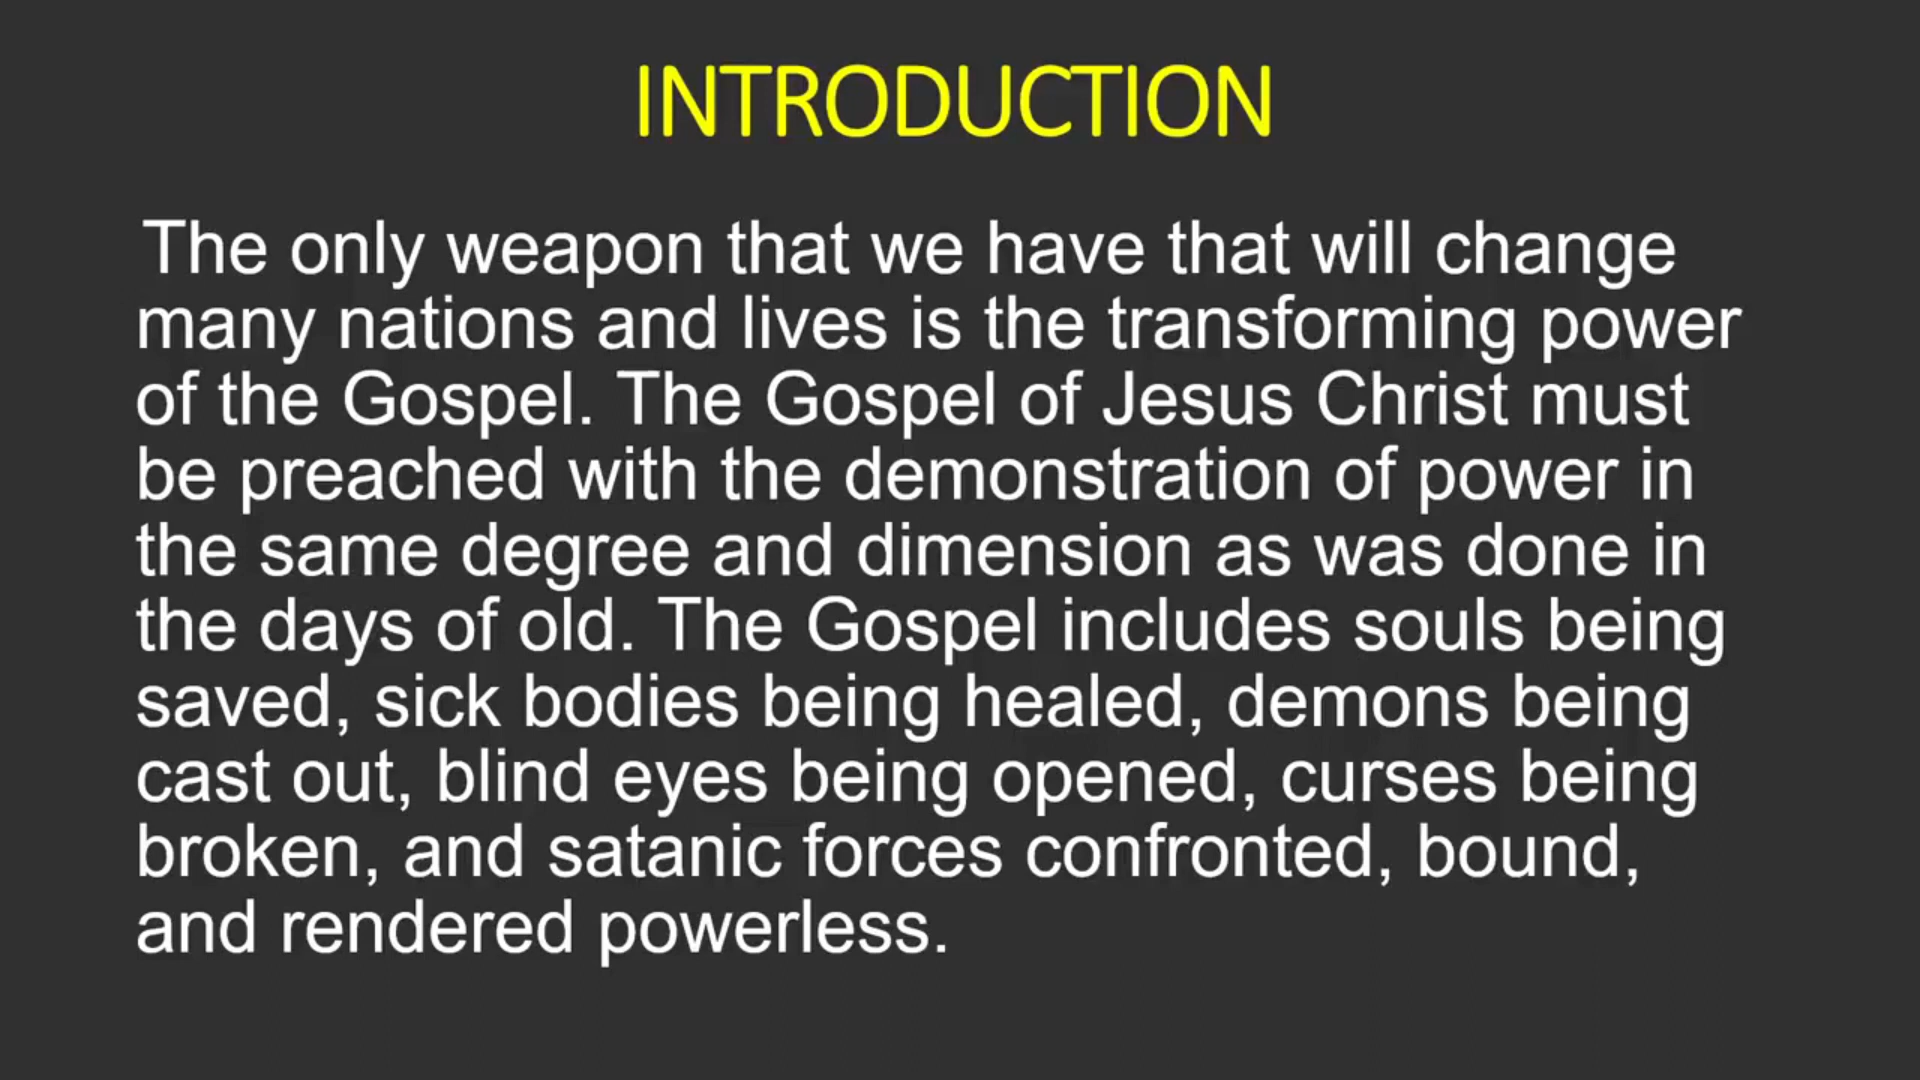 INTRODUCTION
The only weapon that we have that will change
many nations and lives is the transforming power
of the Gospel. The Gospel of Jesus Christ must
be preached with the demonstration of power in
the same degree and dimension as was done in
the days of old. The Gospel includes souls being
saved, sick bodies being healed, demons being
cast out, blind eyes being opened, curses being
broken, and satanic forces confronted, bound,
and rendered powerless.